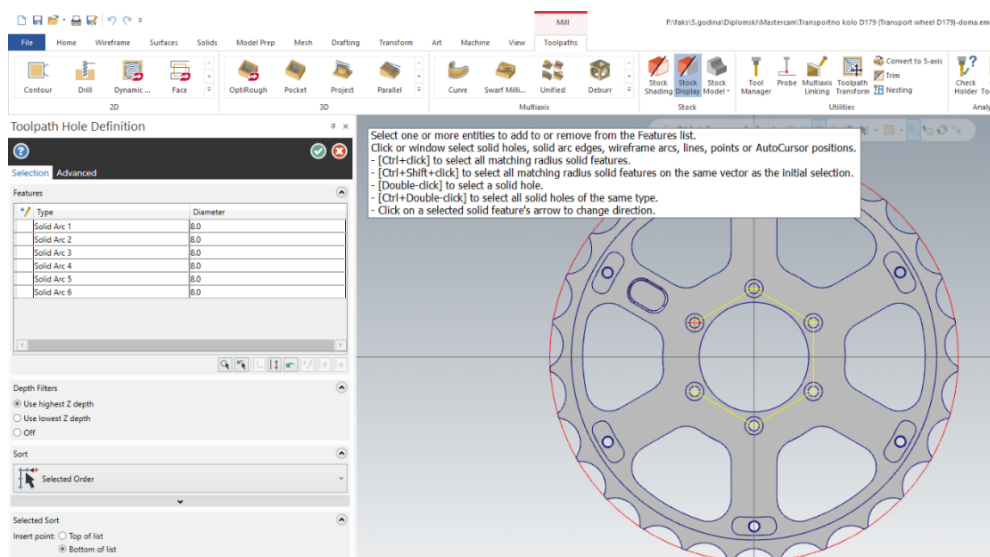 Mill
F:\faks\5.godina\Diplomski\Mastercam\Transportno kolo D179 (Transport wheel D179)-doma.em
File Home Wireframe Surfaces Solids Model Prep Mesh Drafting Transform Art Machine View Toolpaths
Contour Drill Dynamic ... Face OptiRough Pocket Project Parallel Curve Swarf Milli... Unified Deburr Stock Shading Stock Display Stock Model Tool Manager Probe Multiaxis Linking Toolpath Transform Convert to 5-axis Trim Nesting Check Holder To
2D 3D Multiaxis Stock Utilities Analy
Toolpath Hole Definition
Selection Advanced
Features
Type Diameter
Solid Arc 1 8.0
Solid Arc 2 8.0
Solid Arc 3 8.0
Solid Arc 4 8.0
Solid Arc 5 8.0
Solid Arc 6 8.0
Depth Filters
Use highest Z depth
Use lowest Z depth
Off
Sort
Selected Order
Selected Sort
Insert point: Top of list
Bottom of list
Select one or more entities to add to or remove from the Features list.
Click or window select solid holes, solid arc edges, wireframe arcs, lines, points or AutoCursor positions.
- [Ctrl+click] to select all matching radius solid features.
- [Ctrl+Shift+click] to select all matching radius solid features on the same vector as the initial selection.
- [Double-click] to select a solid hole.
- [Ctrl+Double-click] to select all solid holes of the same type.
- Click on a selected solid feature's arrow to change direction.